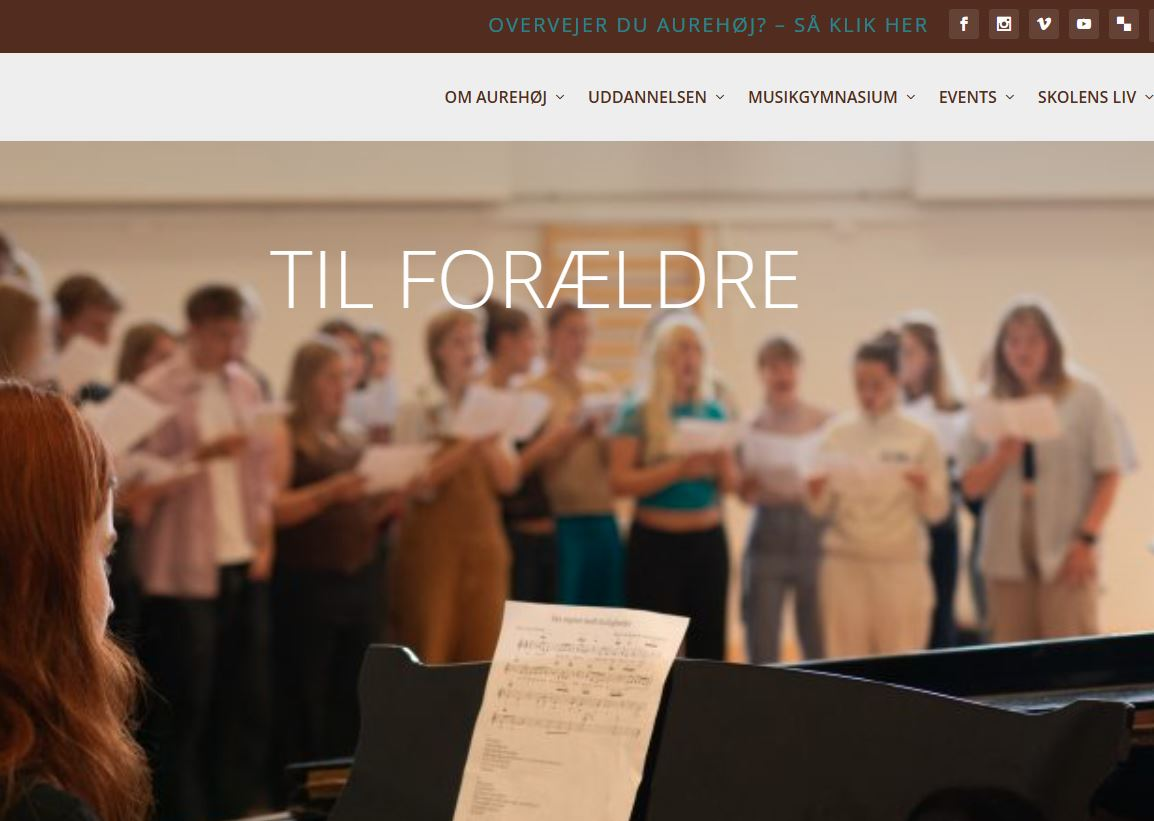 OVERVEJER DU AUREHØJ? – SÅ KLIK HER
OM AUREHØJ UDDANNELSEN MUSIKGYMNASIUM EVENTS SKOLENS LIV
TIL FORÆLDRE